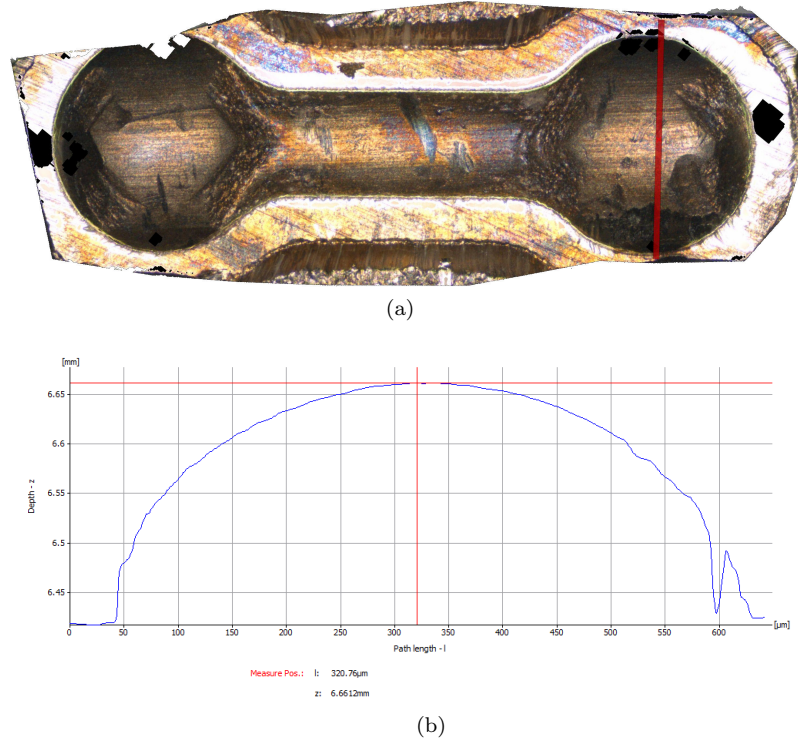 (a)
[mm]
6.65
6.6
6.55
6.5
6.45
Depth - z
0 50 100 150 200 250 300 350 400 450 500 550 600 [µm]
Path length - l
Measure Pos.: l: 320.76µm
z: 6.6612mm
(b)